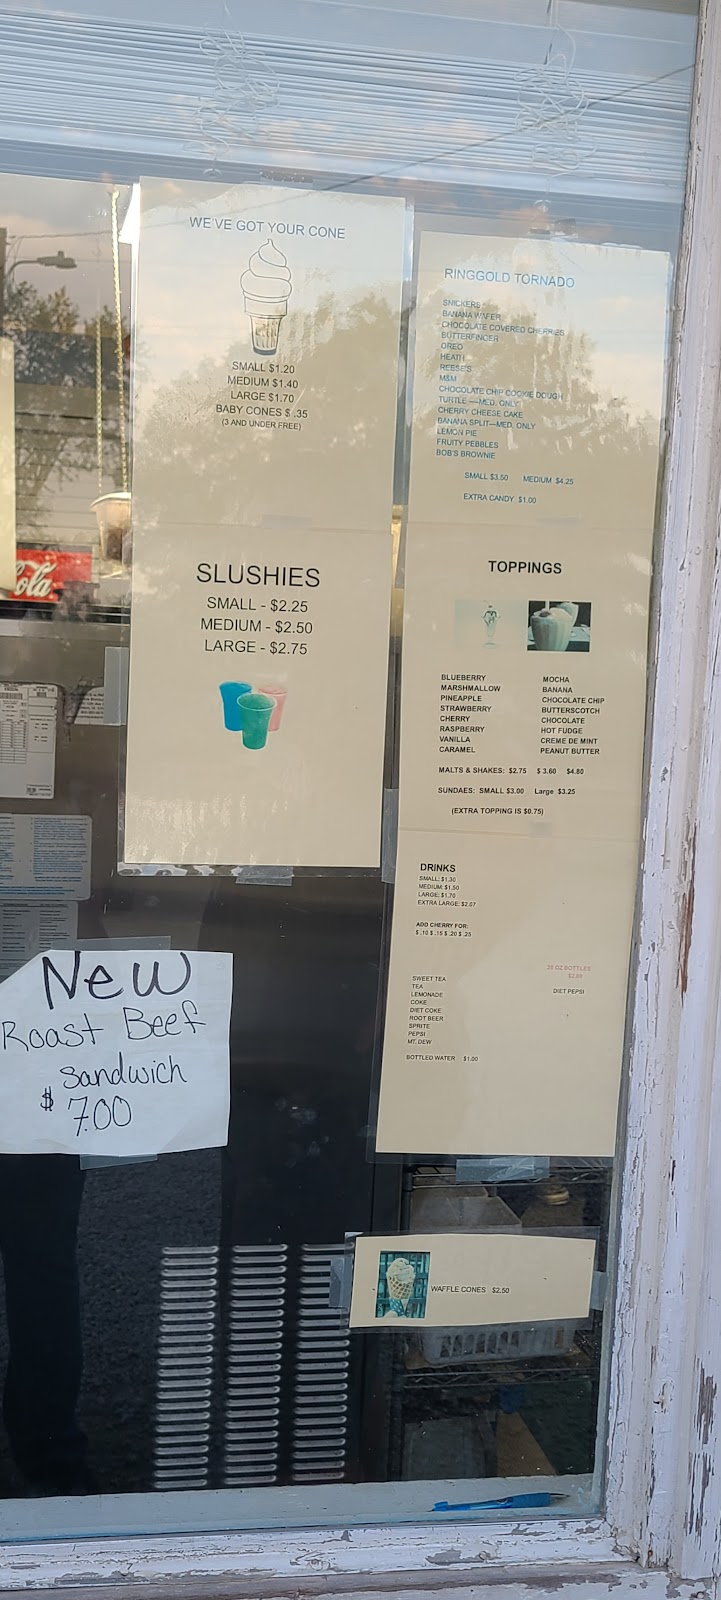 WE'VE GOT YOUR CONE
SMALL $1.20
MEDIUM $1.40
LARGE $1.70
BABY CONES $ .35
(3 AND UNDER FREE)
SLUSHIES
SMALL - $2.25
MEDIUM - $2.50
LARGE - $2.75
RINGGOLD TORNADO
SNICKERS
BANANA WAFER
CHOCOLATE COVERED CHERRIES
BUTTERFINGER
OREO
HEATH
REESE'S
M&M
CHOCOLATE CHIP COOKIE DOUGH
TURTLE —MED. ONLY
CHERRY CHEESE CAKE
BANANA SPLIT—MED. ONLY
LEMON PIE
FRUITY PEBBLES
BOB'S BROWNIE
SMALL $3.50 MEDIUM $4.25
EXTRA CANDY $1.00
TOPPINGS
BLUEBERRY
MARSHMALLOW
PINEAPPLE
STRAWBERRY
CHERRY
RASPBERRY
VANILLA
CARAMEL
MOCHA
BANANA
CHOCOLATE CHIP
BUTTERSCOTCH
CHOCOLATE
HOT FUDGE
CREME DE MINT
PEANUT BUTTER
MALTS & SHAKES: $2.75 $ 3.60 $4.80
SUNDAES: SMALL $3.00 Large $3.25
(EXTRA TOPPING IS $0.75)
DRINKS
SMALL: $1.30
MEDIUM: $1.50
LARGE: $1.70
EXTRA LARGE: $2.07
ADD CHERRY FOR:
$ .10 $ .15 $ .20 $ .25
SWEET TEA
TEA
LEMONADE
COKE
DIET COKE
ROOT BEER
SPRITE
PEPSI
MT. DEW
BOTTLED WATER $1.00
20 OZ BOTTLES
DIET PEPSI
Cola
New
Roast Beef
Sandwich
$ 7.00
WAFFLE CONES $2.50